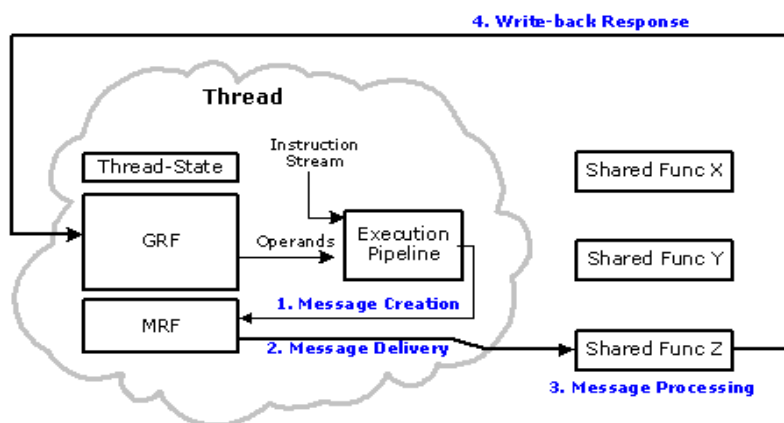 4. Write-back Response
Thread
Instruction
Stream
Thread-State
Shared Func X
GRF
Operands
Execution
Pipeline
Shared Func Y
1. Message Creation
MRF
2. Message Delivery
Shared Func Z
3. Message Processing